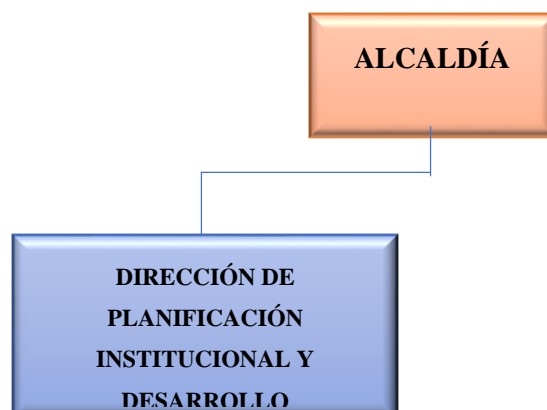 ALCALDÍA
DIRECCIÓN DE
PLANIFICACIÓN
INSTITUCIONAL Y
DESARROLLO